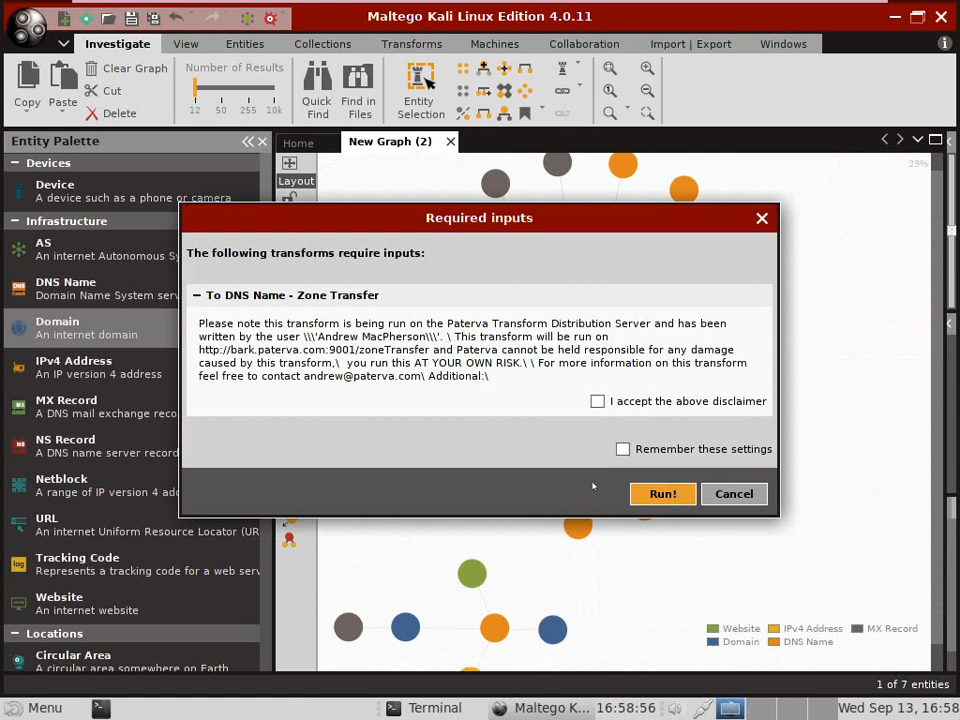 Maltego Kali Linux Edition 4.0.11
Investigate View Entities Collections Transforms Machines Collaboration Import | Export Windows
Copy
Paste
Clear Graph
Cut
Delete
Number of Results
12 50 255 10k
Quick
Find
Find in
Files
Entity
Selection
Entity Palette
Home
New Graph (2)
Devices
Device
A device such as a phone or camera
Infrastructure
AS
An internet Autonomous Sy
DNS Name
Domain Name System serv
Domain
An internet domain
IPv4 Address
An IP version 4 address
MX Record
A DNS mail exchange reco
NS Record
A DNS name server record
Netblock
A range of IP version 4 add
URL
An internet Uniform Resource Locator (UR
Tracking Code
Represents a tracking code for a web serv
log
Website
An internet website
Locations
Circular Area
A circular area somewhere on Earth
Layout
29%
Required inputs
The following transforms require inputs:
To DNS Name - Zone Transfer
Please note this transform is being run on the Paterva Transform Distribution Server and has been
written by the user \\\'Andrew MacPherson\\\'. \ This transform will be run on
http://bark.paterva.com:9001/zoneTransfer and Paterva cannot be held responsible for any damage
caused by this transform,\  you run this AT YOUR OWN RISK.\ \ For more information on this transform
feel free to contact andrew@paterva.com\ Additional:\
I accept the above disclaimer
Remember these settings
Run! Cancel
Website IPv4 Address MX Record
Domain DNS Name
1 of 7 entities
Menu Terminal Maltego K... 16:58:56 Wed Sep 13, 16:58